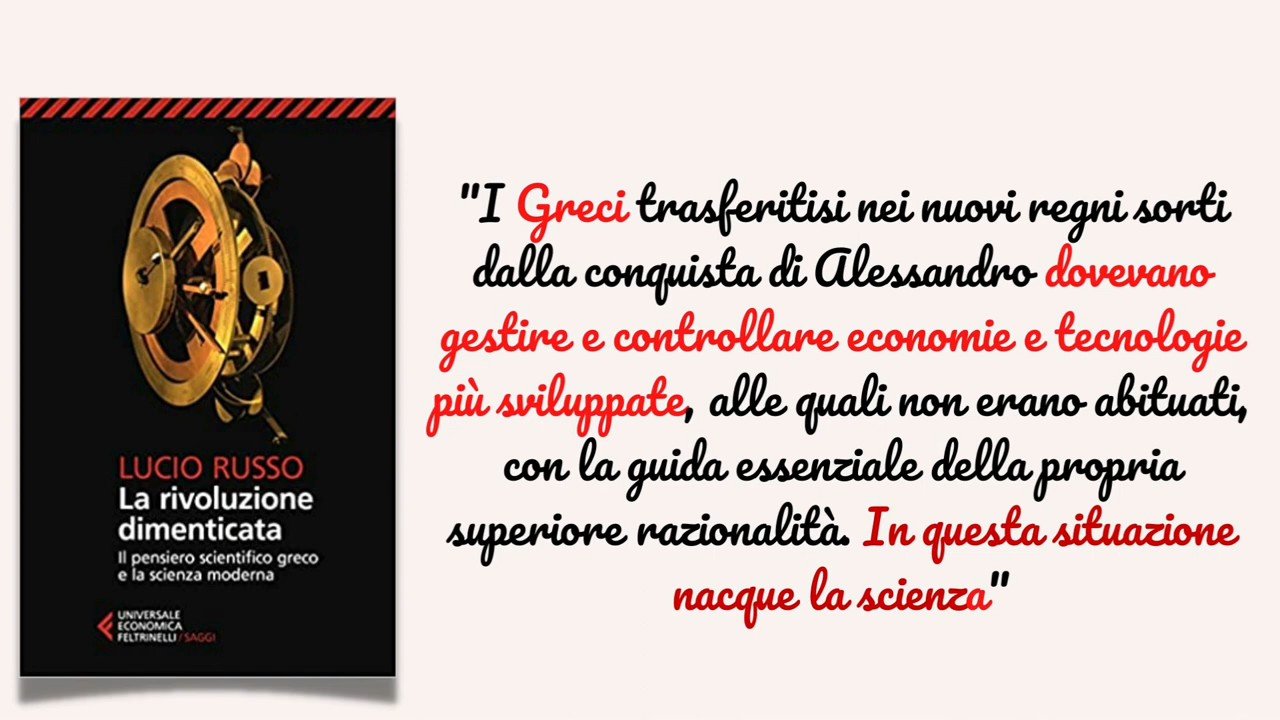 LUCIO RUSSO
La rivoluzione
dimenticata
Il pensiero scientifico greco
e la scienza moderna
UNIVERSALE
ECONOMICA
FELTRINELLI/SAGGI
"I Greci trasferitisi nei nuovi regni sorti
dalla conquista di Alessandro dovevano
gestire e controllare economie e tecnologie
più sviluppate, alle quali non erano abituati,
con la guida essenziale della propria
superiore razionalità. In questa situazione
nacque la scienza"